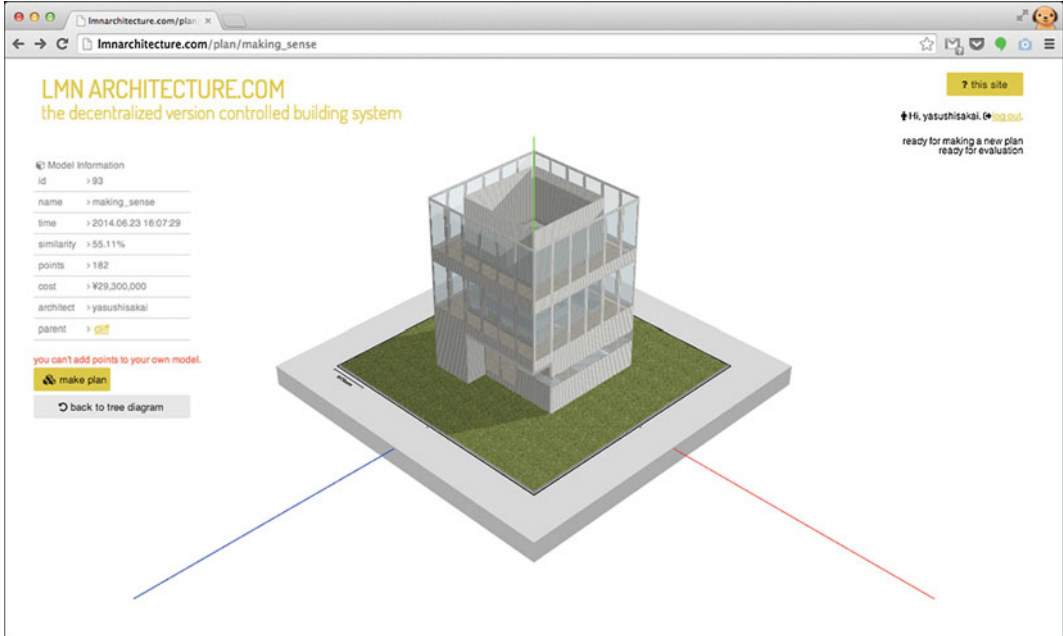 lmnarchitecture.com/plan
lmnarchitecture.com/plan/making_sense
LMN ARCHITECTURE.COM
the decentralized version controlled building system
? this site
Hi, yasushisakai. log out.
ready for making a new plan
ready for evaluation
Model Information
id > 93
name > making_sense
time > 2014.06.23 16:07:29
similarity > 55.11%
points > 182
cost > ¥29,300,000
architect > yasushisakai
parent > diff
you can't add points to your own model.
make plan
back to tree diagram